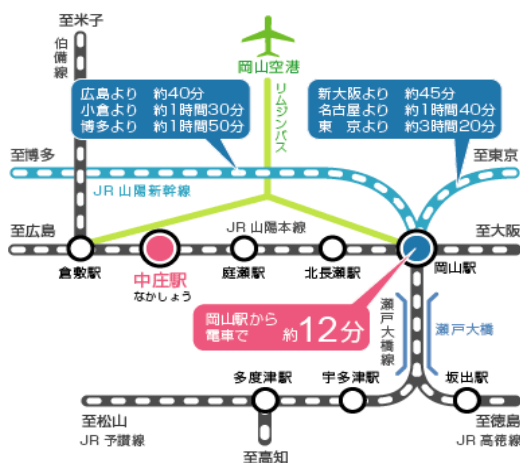 至米子
伯備線
岡山空港
リムジンバス
広島より 約40分
小倉より 約1時間30分
博多より 約1時間50分
新大阪より 約45分
名古屋より 約1時間40分
東 京より 約3時間20分
至博多
至東京
JR 山陽新幹線
至広島
JR 山陽本線
至大阪
倉敷駅
中庄駅
なかしょう
庭瀬駅
北長瀬駅
岡山駅
岡山駅から
電車で 約12分
瀬戸大橋線
瀬戸大橋
多度津駅
宇多津駅
坂出駅
至松山
JR 予讃線
至高知
至徳島
JR 高徳線